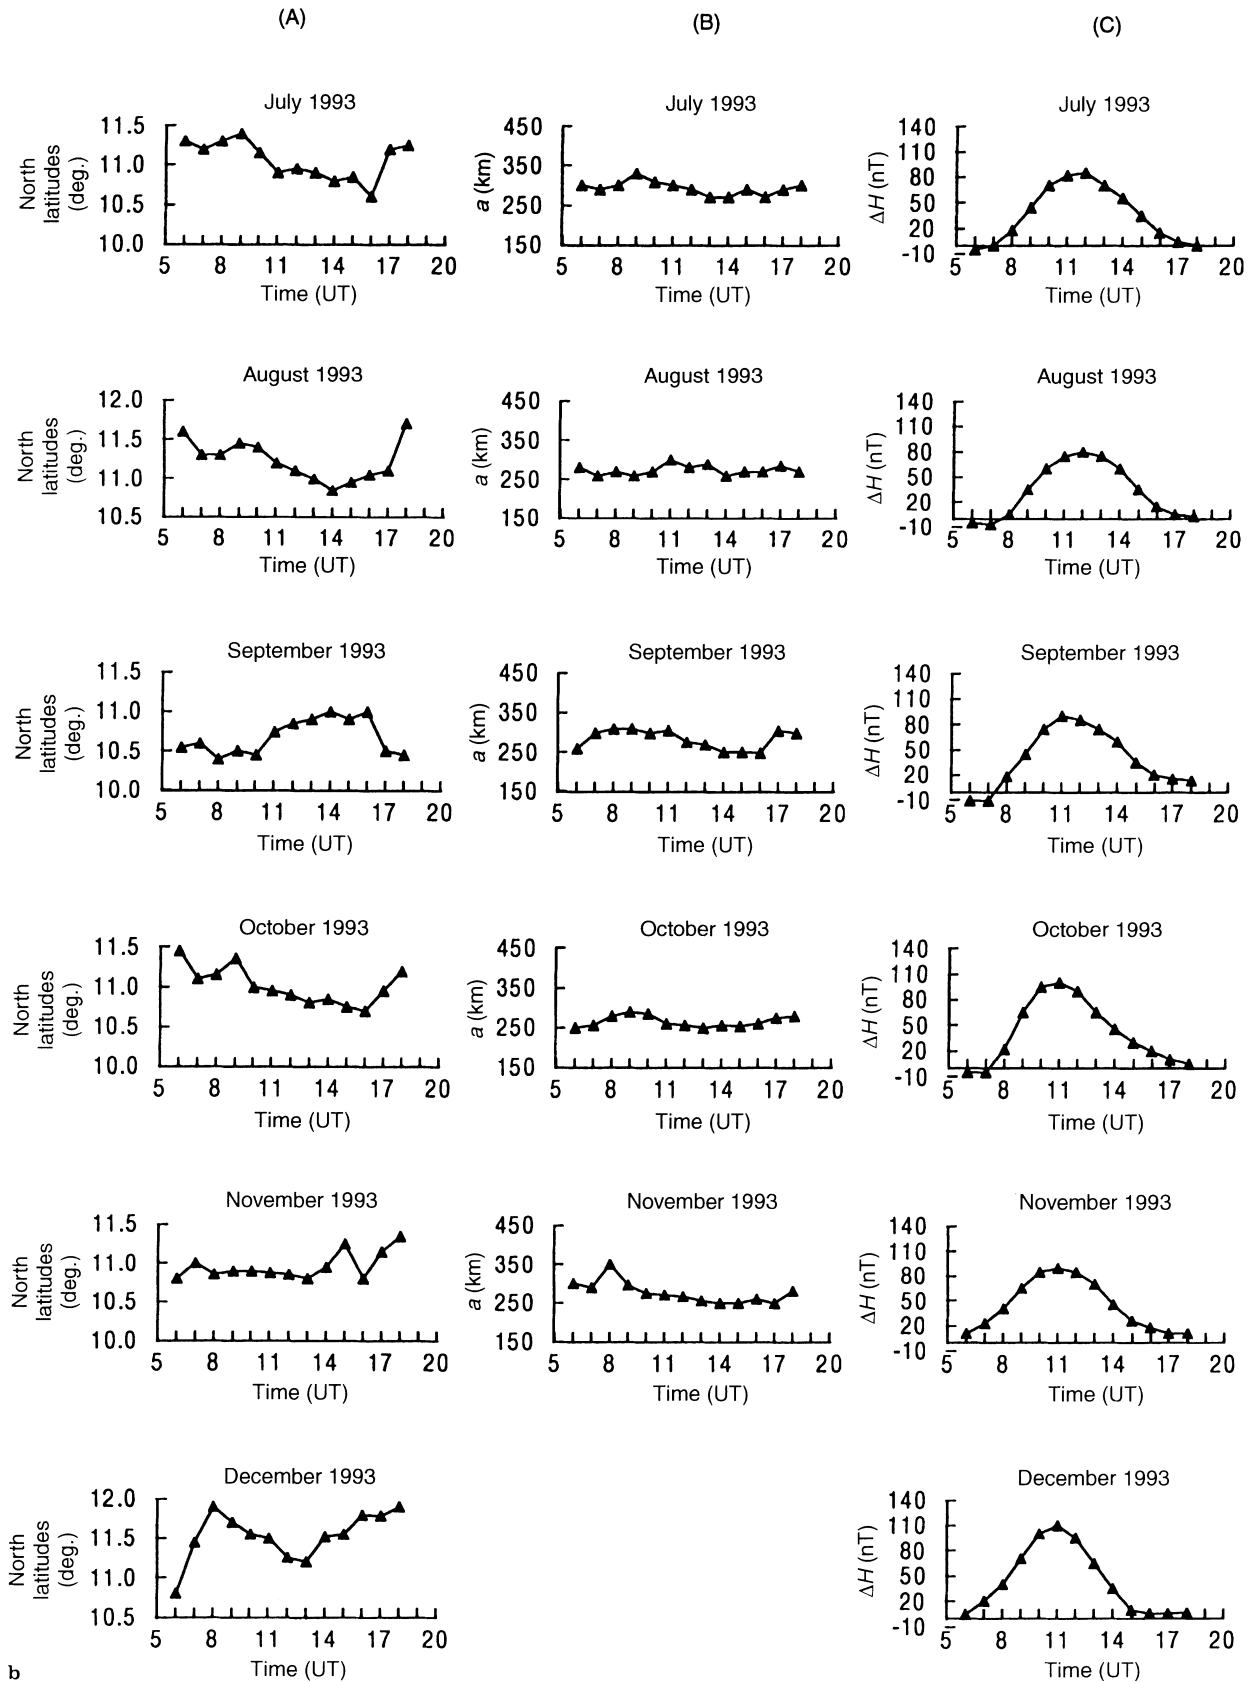 (A) (B) (C)
July 1993 July 1993 July 1993
North latitudes (deg.)
11.5
11.0
10.5
10.0
5 8 11 14 17 20
Time (UT)
a (km)
450
350
250
150
5 8 11 14 17 20
Time (UT)
ΔH (nT)
140
110
80
50
20
-10
5 8 11 14 17 20
Time (UT)
August 1993 August 1993 August 1993
North latitudes (deg.)
12.0
11.5
11.0
10.5
5 8 11 14 17 20
Time (UT)
a (km)
450
350
250
150
5 8 11 14 17 20
Time (UT)
ΔH (nT)
140
110
80
50
20
-10
5 8 11 14 17 20
Time (UT)
September 1993 September 1993 September 1993
North latitudes (deg.)
11.5
11.0
10.5
10.0
5 8 11 14 17 20
Time (UT)
a (km)
450
350
250
150
5 8 11 14 17 20
Time (UT)
ΔH (nT)
140
110
80
50
20
-10
5 8 11 14 17 20
Time (UT)
October 1993 October 1993 October 1993
North latitudes (deg.)
11.5
11.0
10.5
10.0
5 8 11 14 17 20
Time (UT)
a (km)
450
350
250
150
5 8 11 14 17 20
Time (UT)
ΔH (nT)
140
110
80
50
20
-10
5 8 11 14 17 20
Time (UT)
November 1993 November 1993 November 1993
North latitudes (deg.)
11.5
11.0
10.5
10.0
5 8 11 14 17 20
Time (UT)
a (km)
450
350
250
150
5 8 11 14 17 20
Time (UT)
ΔH (nT)
140
110
80
50
20
-10
5 8 11 14 17 20
Time (UT)
December 1993 December 1993
North latitudes (deg.)
12.0
11.5
11.0
10.5
5 8 11 14 17 20
Time (UT)
ΔH (nT)
140
110
80
50
20
-10
5 8 11 14 17 20
Time (UT)
b